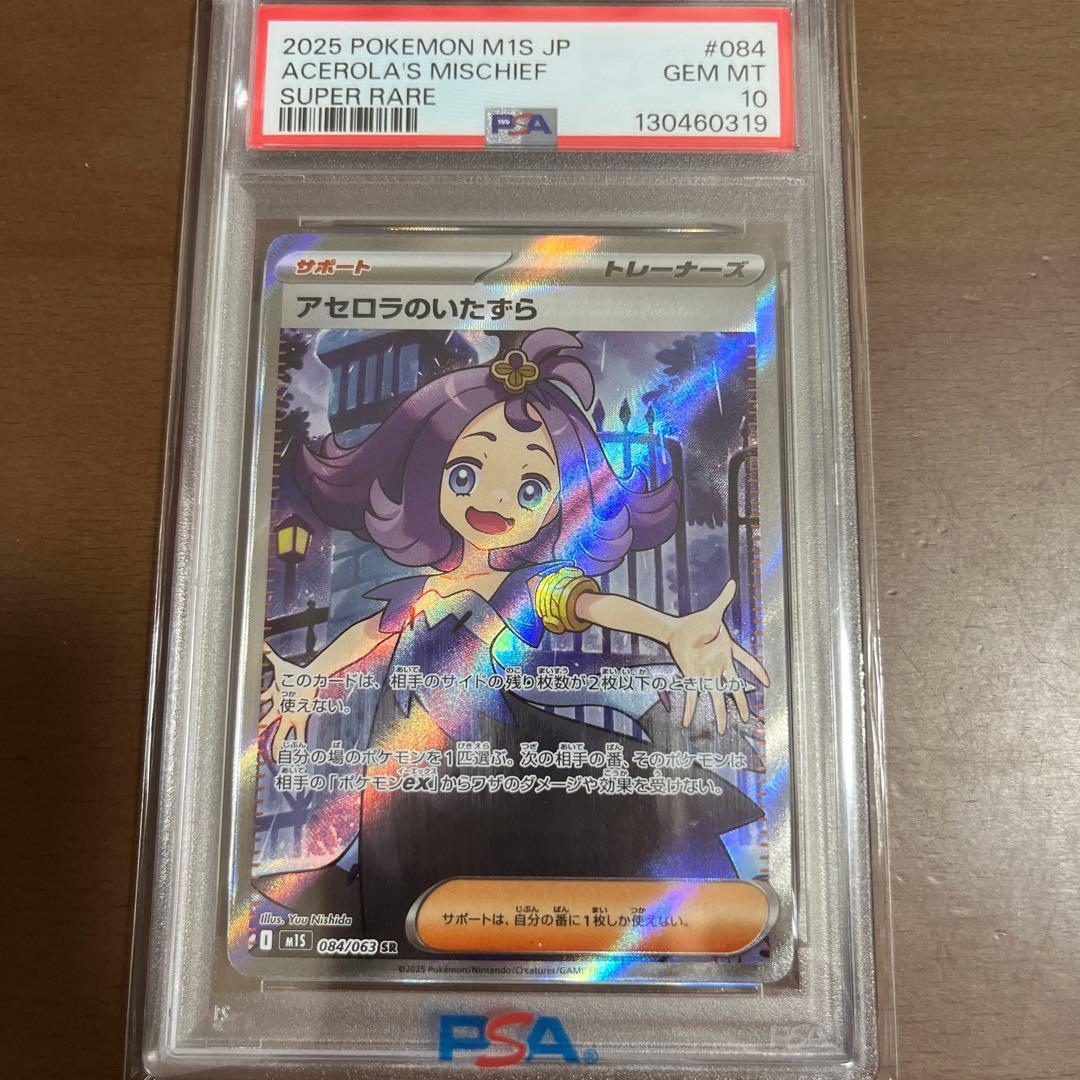 2025 POKEMON M1S JP #084
ACEROLA'S MISCHIEF GEM MT
SUPER RARE 10
PSA 130460319
サポート トレーナーズ
アセロラのいたずら
このカードは、相手のサイドの残り枚数が2枚以下のときにしか
使えない。
自分の場のポケモンを1匹選ぶ。次の相手の番、そのポケモンは
相手の「ポケモンex」からワザのダメージや効果を受けない。
サポートは、自分の番に1枚しか使えない。
Illus. Yuu Nishida
m1S 084/063 SR
©2025 Pokémon/Nintendo/Creatures/GAME
PSA®
PSA